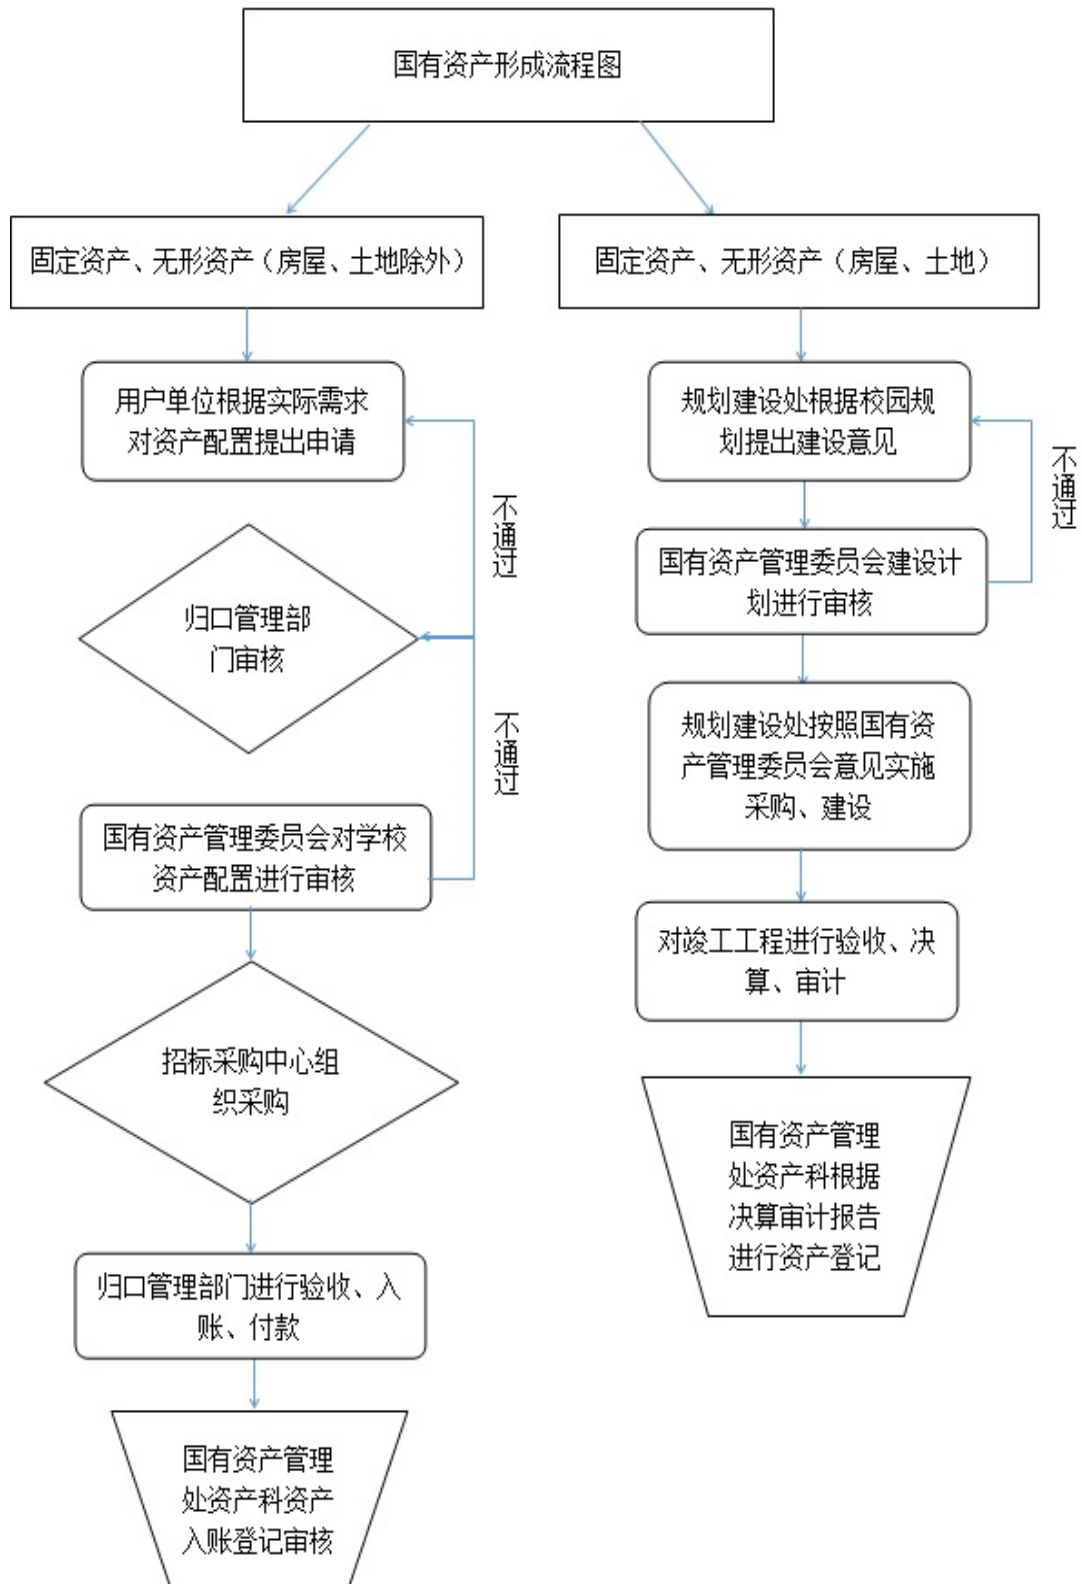 国有资产形成流程图
固定资产、无形资产（房屋、土地除外）
用户单位根据实际需求
对资产配置提出申请
不通过
归口管理部
门审核
不通过
国有资产管理委员会对学校
资产配置进行审核
招标采购中心组
织采购
归口管理部门进行验收、入
账、付款
国有资产管理
处资产科资产
入账登记审核
固定资产、无形资产（房屋、土地）
规划建设处根据校园规
划提出建设意见
不通过
国有资产管理委员会建设计
划进行审核
规划建设处按照国有资
产管理委员会意见实施
采购、建设
对竣工工程进行验收、决
算、审计
国有资产管理
处资产科根据
决算审计报告
进行资产登记